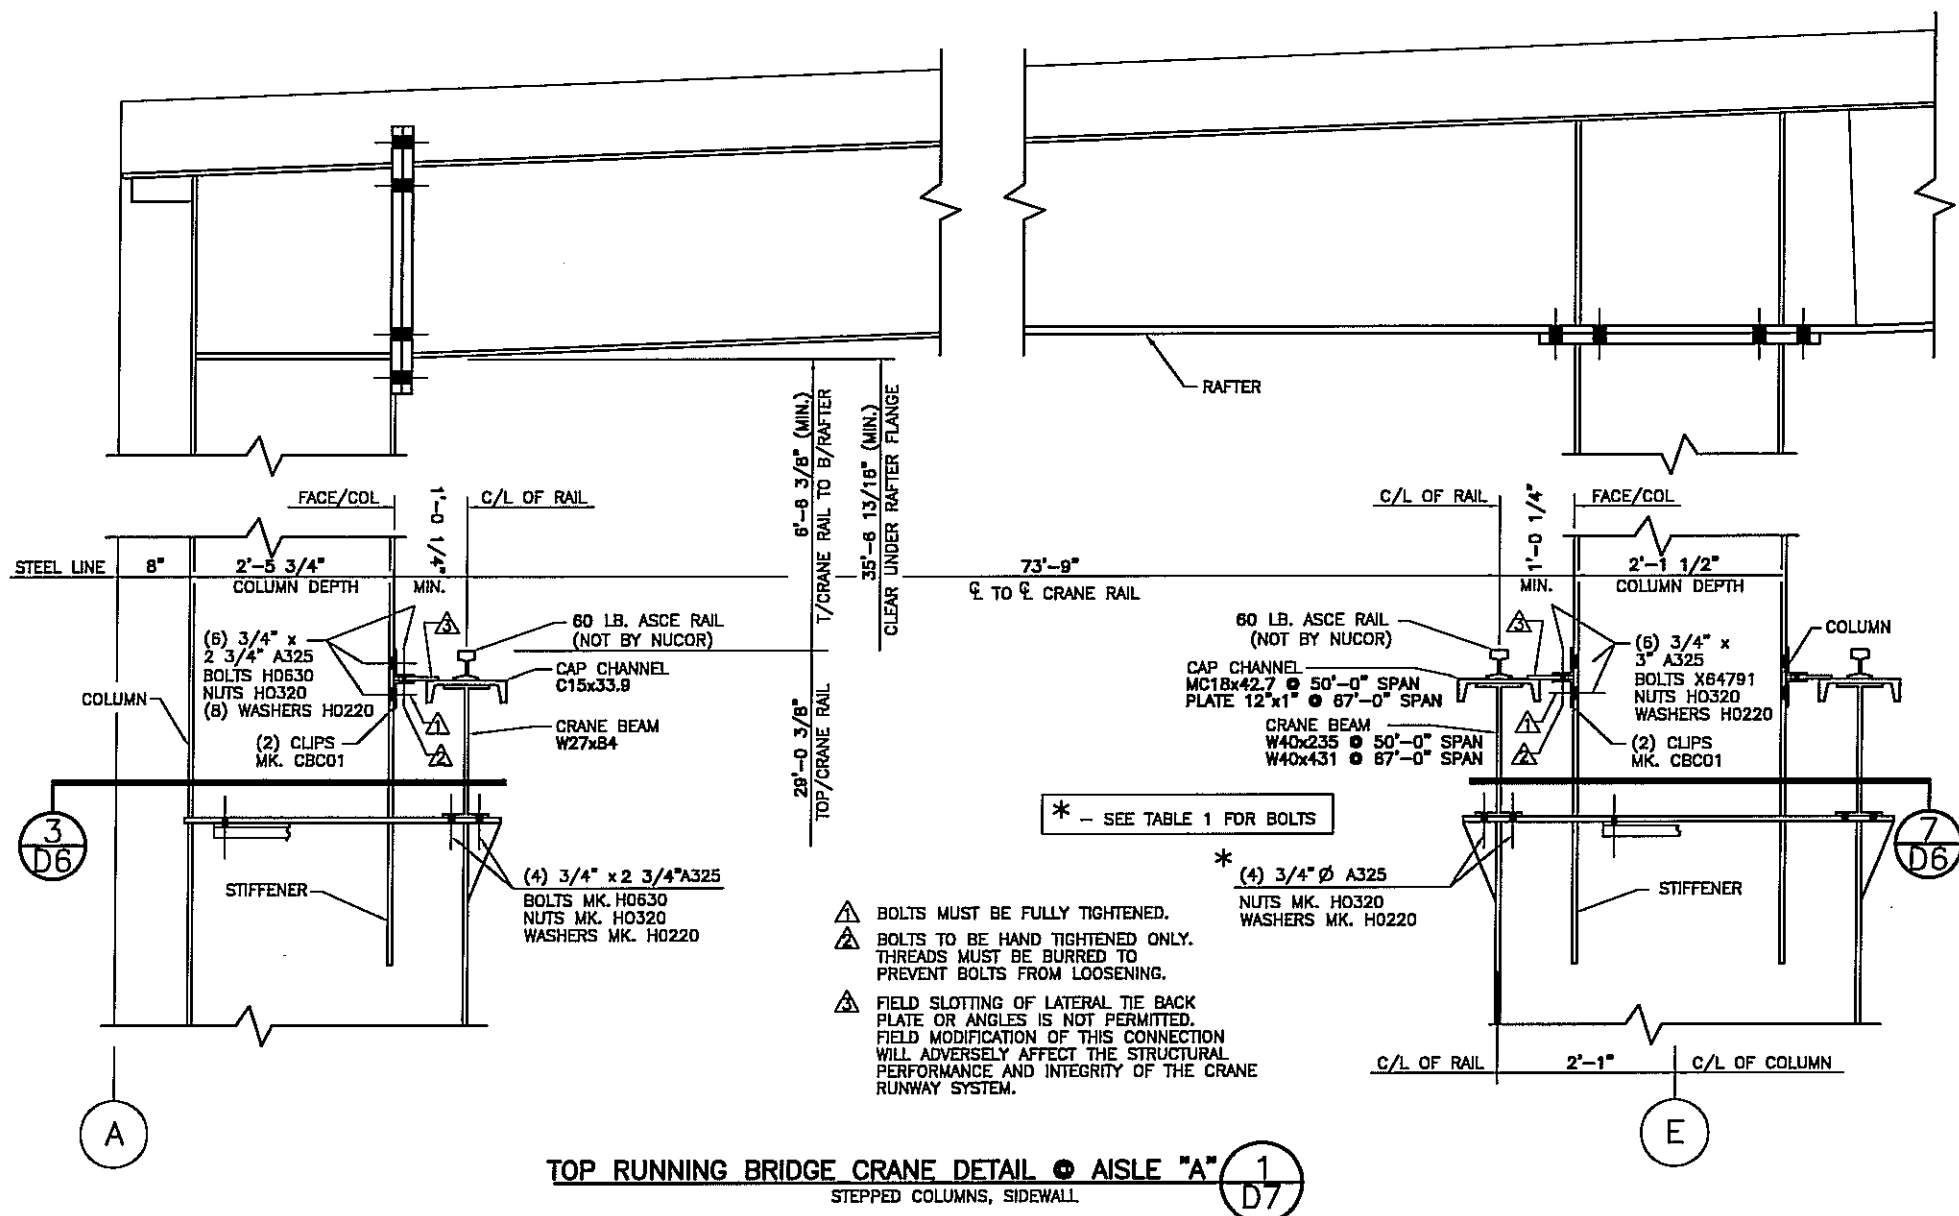 RAFTER
6'-6 3/8" (MIN.)
T/CRANE RAIL TO B/RAFTER
35'-6 13/16" (MIN.)
CLEAR UNDER RAFTER FLANGE
FACE/COL
1'-0 1/4"
C/L OF RAIL
C/L OF RAIL
1'-0 1/4"
FACE/COL
STEEL LINE
8"
2'-5 3/4"
COLUMN DEPTH
MIN.
73'-9"
℄ TO ℄ CRANE RAIL
MIN.
2'-1 1/2"
COLUMN DEPTH
(6) 3/4" x
2 3/4" A325
BOLTS H0630
NUTS H0320
(8) WASHERS H0220
COLUMN
(2) CLIPS
MK. CBC01
3
1
2
60 LB. ASCE RAIL
(NOT BY NUCOR)
CAP CHANNEL
C15x33.9
CRANE BEAM
W27x84
29'-0 3/8"
TOP/CRANE RAIL
60 LB. ASCE RAIL
(NOT BY NUCOR)
CAP CHANNEL
MC18x42.7 @ 50'-0" SPAN
PLATE 12"x1" @ 67'-0" SPAN
CRANE BEAM
W40x235 @ 50'-0" SPAN
W40x431 @ 67'-0" SPAN
3
1
2
(6) 3/4" x
3" A325
BOLTS X64791
NUTS H0320
WASHERS H0220
COLUMN
(2) CLIPS
MK. CBC01
3
D6
7
D6
* – SEE TABLE 1 FOR BOLTS
STIFFENER
(4) 3/4" x 2 3/4"A325
BOLTS MK. H0630
NUTS MK. H0320
WASHERS MK. H0220
*
(4) 3/4"Ø A325
NUTS MK. H0320
WASHERS MK. H0220
STIFFENER
1 BOLTS MUST BE FULLY TIGHTENED.
2 BOLTS TO BE HAND TIGHTENED ONLY.
THREADS MUST BE BURRED TO
PREVENT BOLTS FROM LOOSENING.
3 FIELD SLOTTING OF LATERAL TIE BACK
PLATE OR ANGLES IS NOT PERMITTED.
FIELD MODIFICATION OF THIS CONNECTION
WILL ADVERSELY AFFECT THE STRUCTURAL
PERFORMANCE AND INTEGRITY OF THE CRANE
RUNWAY SYSTEM.
C/L OF RAIL
2'-1"
C/L OF COLUMN
A
E
TOP RUNNING BRIDGE CRANE DETAIL @ AISLE "A"
STEPPED COLUMNS, SIDEWALL
1
D7